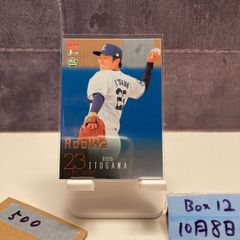 ROOKIE
23
RYOTA
ITOGAWA
500
Box 12
10月8日